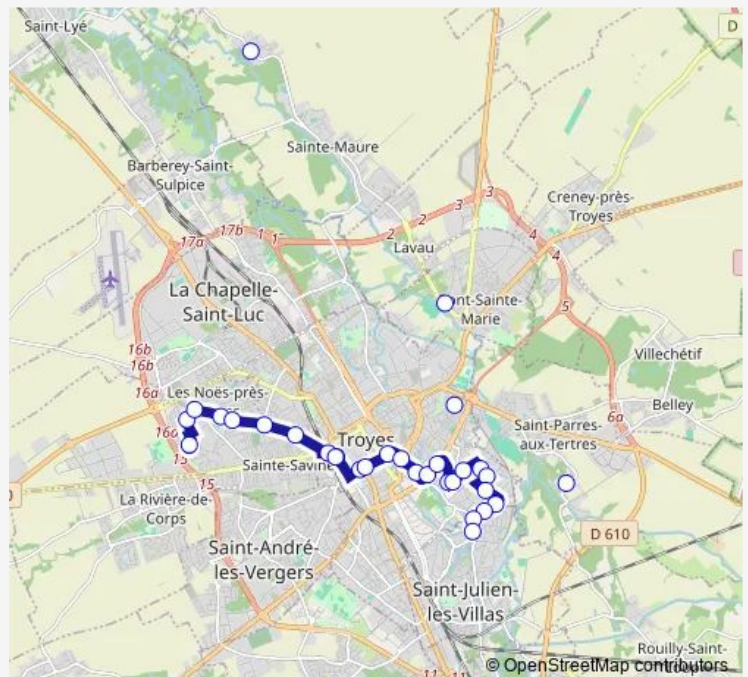 Saint-Lyé
D
Sainte-Maure
Barberey-Saint-
Sulpice
Creney-près-
Troyes
3
3
2
2
17b
1
1
17a
4
4
Lavau
La Chapelle-
Saint-Luc
nt-Sainte-
Marie
5
16b
16b
Villechétif
16a
Les Noës-près-
Belley
6a
Saint-Parres-
aux-Tertres
Troyes
15
Sainte-Savine
15
La Rivière-de-
Corps
D 610
Saint-André-
les-Vergers
Saint-Julien-
les-Villas
Rouilly-Saint-
© OpenStreetMap contributors